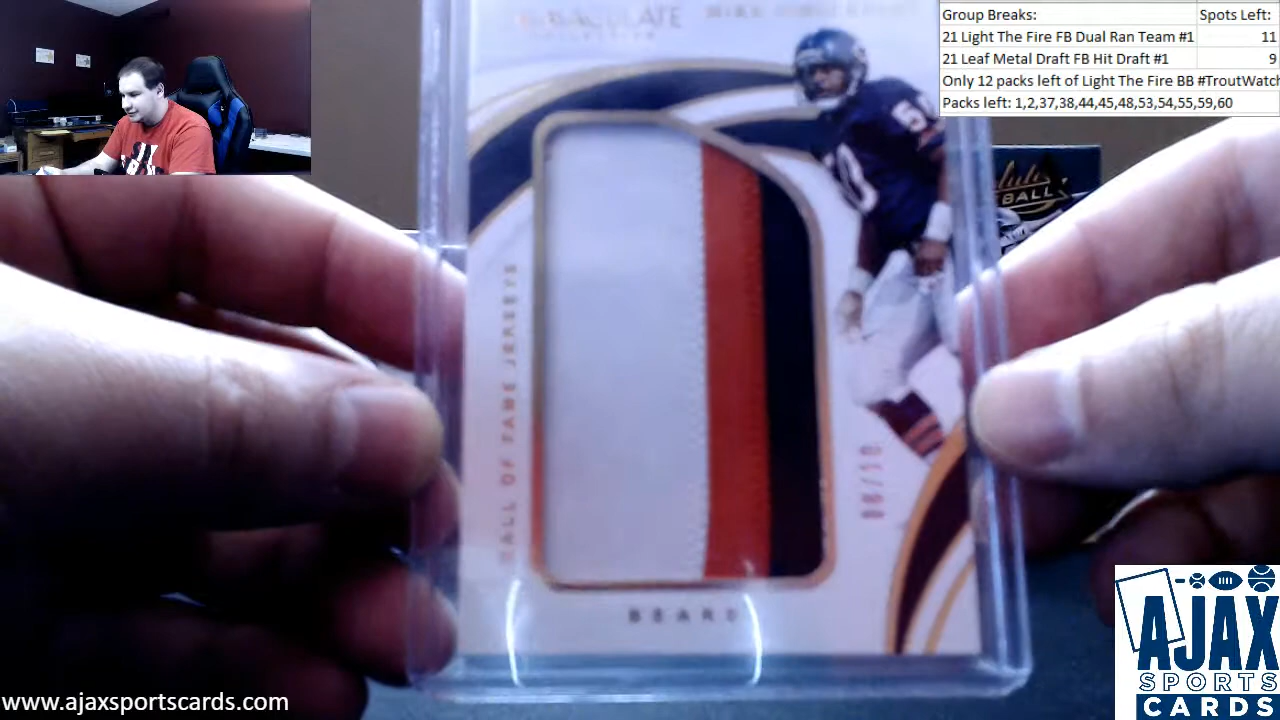 Group Breaks: Spots Left:
21 Light The Fire FB Dual Ran Team #1 11
21 Leaf Metal Draft FB Hit Draft #1 9
Only 12 packs left of Light The Fire BB #TroutWatch
Packs left: 1,2,37,38,44,45,48,53,54,55,59,60
IMMACULATE
COLLECTION
50
HALL OF FAME JERSEYS
BEARS
AJAX
SPORTS
CARDS
www.ajaxsportscards.com